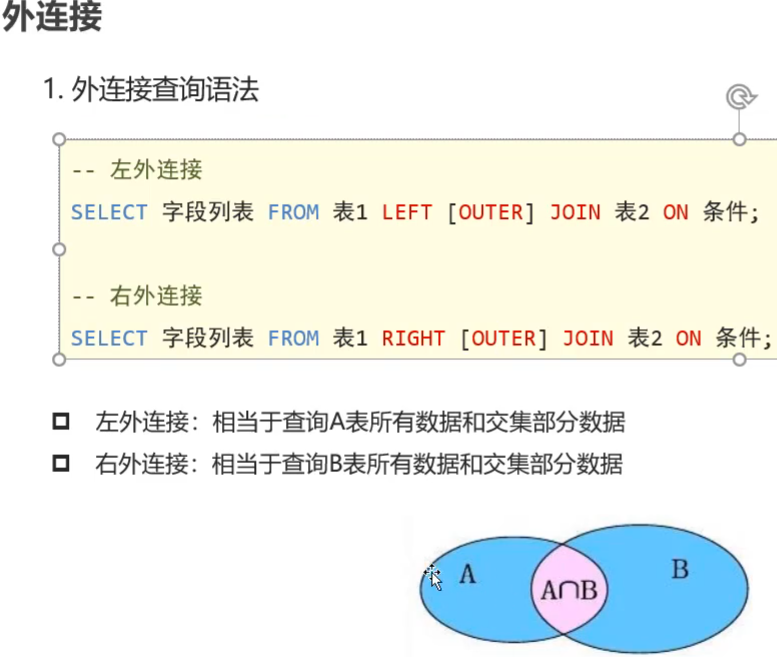 外连接
1. 外连接查询语法
-- 左外连接
SELECT 字段列表 FROM 表1 LEFT [OUTER] JOIN 表2 ON 条件;
-- 右外连接
SELECT 字段列表 FROM 表1 RIGHT [OUTER] JOIN 表2 ON 条件;
左外连接：相当于查询A表所有数据和交集部分数据
右外连接：相当于查询B表所有数据和交集部分数据
A
A∩B
B